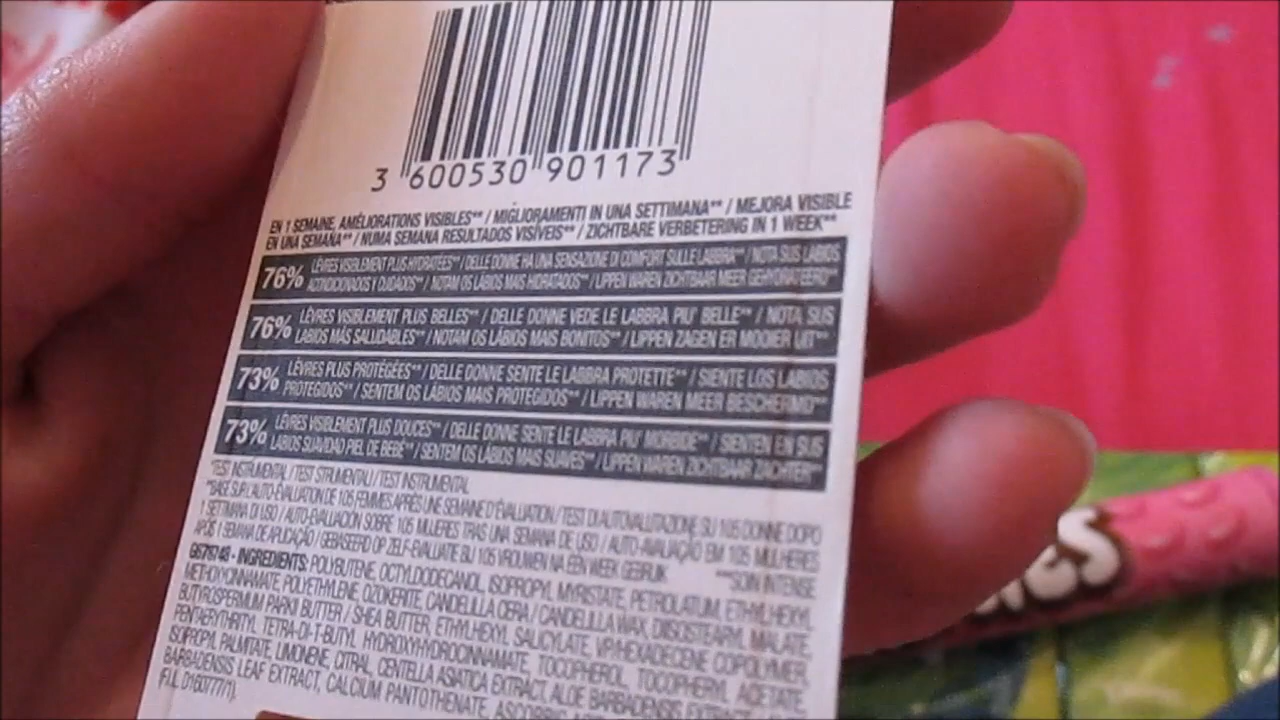 3 600530 901173
EN 1 SEMAINE, AMÉLIORATIONS VISIBLES** / MIGLIORAMENTI IN UNA SETTIMANA** / MEJORA VISIBLE
EN UNA SEMANA** / NUMA SEMANA RESULTADOS VISÍVEIS** / ZICHTBARE VERBETERING IN 1 WEEK**
76% LÈVRES VISIBLEMENT PLUS HYDRATÉES** / DELLE DONNE HA UNA SENSAZIONE DI COMFORT SULLE LABBRA** / NOTA SUS LABIOS
ACONDICIONADOS Y CUIDADOS** / NOTAM OS LÁBIOS MAIS HIDRATADOS** / LIPPEN WAREN ZICHTBAAR MEER GEHYDRATEERD**
76% LÈVRES VISIBLEMENT PLUS BELLES** / DELLE DONNE VEDE LE LABBRA PIU' BELLE** / NOTA SUS
LABIOS MÁS SALUDABLES** / NOTAM OS LÁBIOS MAIS BONITOS** / LIPPEN ZAGEN ER MOOIER UIT**
73% LÈVRES PLUS PROTÉGÉES** / DELLE DONNE SENTE LE LABBRA PROTETTE** / SIENTE LOS LABIOS
PROTEGIDOS** / SENTEM OS LÁBIOS MAIS PROTEGIDOS** / LIPPEN WAREN MEER BESCHERMD**
73% LÈVRES VISIBLEMENT PLUS DOUCES** / DELLE DONNE SENTE LE LABBRA PIU' MORBIDE** / SIENTEN EN SUS
LABIOS SUAVIDAD PIEL DE BEBÉ** / SENTEM OS LÁBIOS MAIS SUAVES** / LIPPEN WAREN ZICHTBAAR ZACHTER**
*TEST INSTRUMENTAL / TEST STRUMENTALI / TEST INSTRUMENTAL
**BASÉ SUR L'AUTO-ÉVALUATION DE 105 FEMMES APRÈS UNE SEMAINE D'ÉVALUATION / TEST DI AUTOVALUTAZIONE SU 105 DONNE DOPO
1 SETTIMANA DI USO / AUTO-EVALUACIÓN SOBRE 105 MUJERES TRAS UNA SEMANA DE USO / AUTO-AVALIAÇÃO EM 105 MULHERES
APÓS 1 SEMANA DE APLICAÇÃO / GEBASEERD OP ZELF-EVALUATIE BIJ 105 VROUWEN NA EEN WEEK GEBRUIK ***SOIN INTENSE
INGREDIENTS: POLYBUTENE, OCTYLDODECANOL, ISOPROPYL MYRISTATE, PETROLATUM, ETHYLHEXYL
METHOXYCINNAMATE, POLYETHYLENE, OZOKERITE, CANDELILLA CERA / CANDELILLA WAX, DIISOSTEARYL MALATE,
BUTYROSPERMUM PARKII BUTTER / SHEA BUTTER, ETHYLHEXYL SALICYLATE, VP/HEXADECENE COPOLYMER,
PENTAERYTHRITYL TETRA-DI-T-BUTYL HYDROXYHYDROCINNAMATE, TOCOPHEROL, TOCOPHERYL ACETATE,
ISOPROPYL PALMITATE, LIMONENE, CITRAL, CENTELLA ASIATICA EXTRACT, ALOE BARBADENSIS
BARBADENSIS LEAF EXTRACT, CALCIUM PANTOTHENATE, ASCORBIC